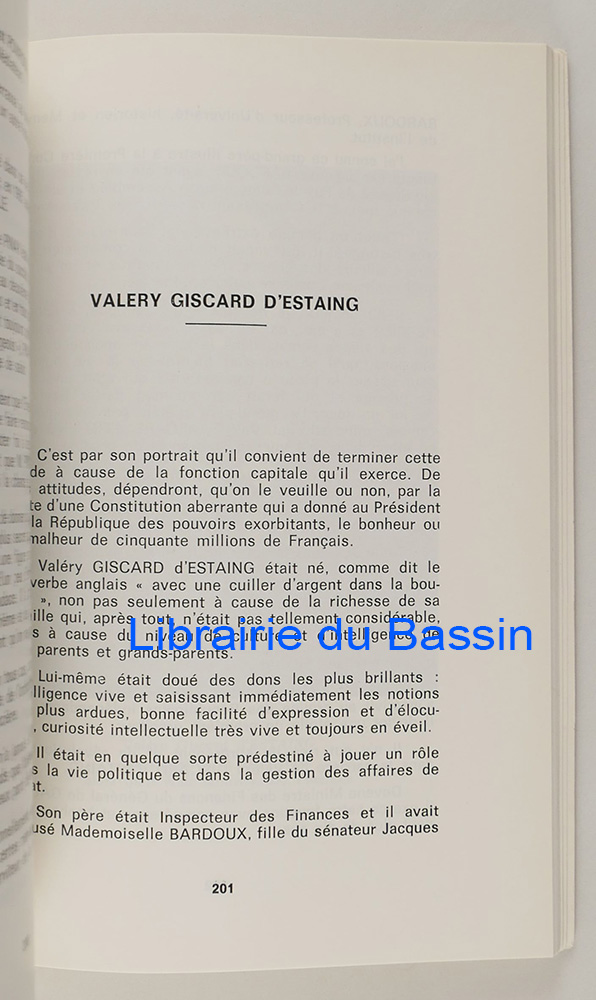 VALERY GISCARD D'ESTAING
C'est par son portrait qu'il convient de terminer cette
de à cause de la fonction capitale qu'il exerce. De
attitudes, dépendront, qu'on le veuille ou non, par la
te d'une Constitution aberrante qui a donné au Président
la République des pouvoirs exorbitants, le bonheur ou
malheur de cinquante millions de Français.
Valéry GISCARD d'ESTAING était né, comme dit le
verbe anglais « avec une cuiller d'argent dans la bou-
», non pas seulement à cause de la richesse de sa
ille qui, après tout, n'était pas tellement considérable,
s à cause du niveau de culture et d'intelligence de
Librairie du Bassin
parents et grands-parents.
Lui-même était doué des dons les plus brillants :
lligence vive et saisissant immédiatement les notions
plus ardues, bonne facilité d'expression et d'élocu-
, curiosité intellectuelle très vive et toujours en éveil.
Il était en quelque sorte prédestiné à jouer un rôle
s la vie politique et dans la gestion des affaires de
at.
Son père était Inspecteur des Finances et il avait
usé Mademoiselle BARDOUX, fille du sénateur Jacques
201